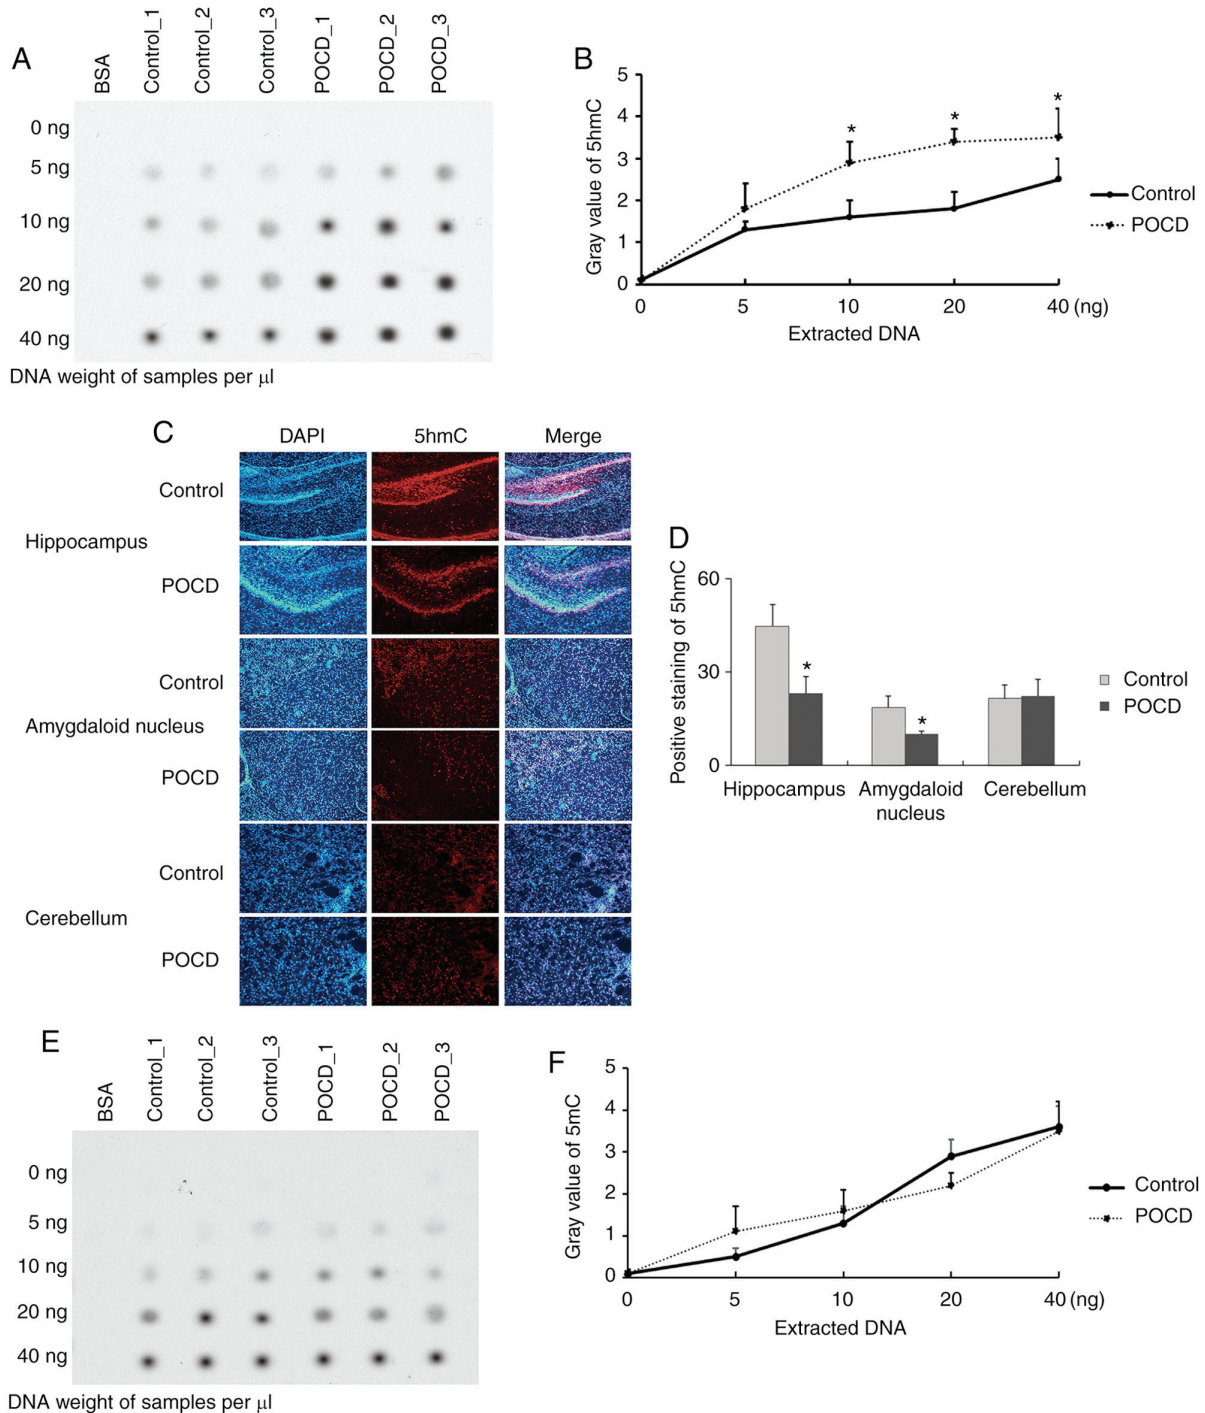 A
BSA
Control_1
Control_2
Control_3
POCD_1
POCD_2
POCD_3
0 ng
5 ng
10 ng
20 ng
40 ng
DNA weight of samples per μl
B
Gray value of 5hmC
5
4
3
2
1
0
* * *
0 5 10 20 40 (ng)
Extracted DNA
Control
POCD
C
DAPI 5hmC Merge
Control
Hippocampus
POCD
Control
Amygdaloid nucleus
POCD
Control
Cerebellum
POCD
D
Positive staining of 5hmC
60
30
0
* *
Hippocampus Amygdaloid Cerebellum
nucleus
Control
POCD
E
BSA
Control_1
Control_2
Control_3
POCD_1
POCD_2
POCD_3
0 ng
5 ng
10 ng
20 ng
40 ng
DNA weight of samples per μl
F
Gray value of 5mC
5
4
3
2
1
0
0 5 10 20 40 (ng)
Extracted DNA
Control
POCD